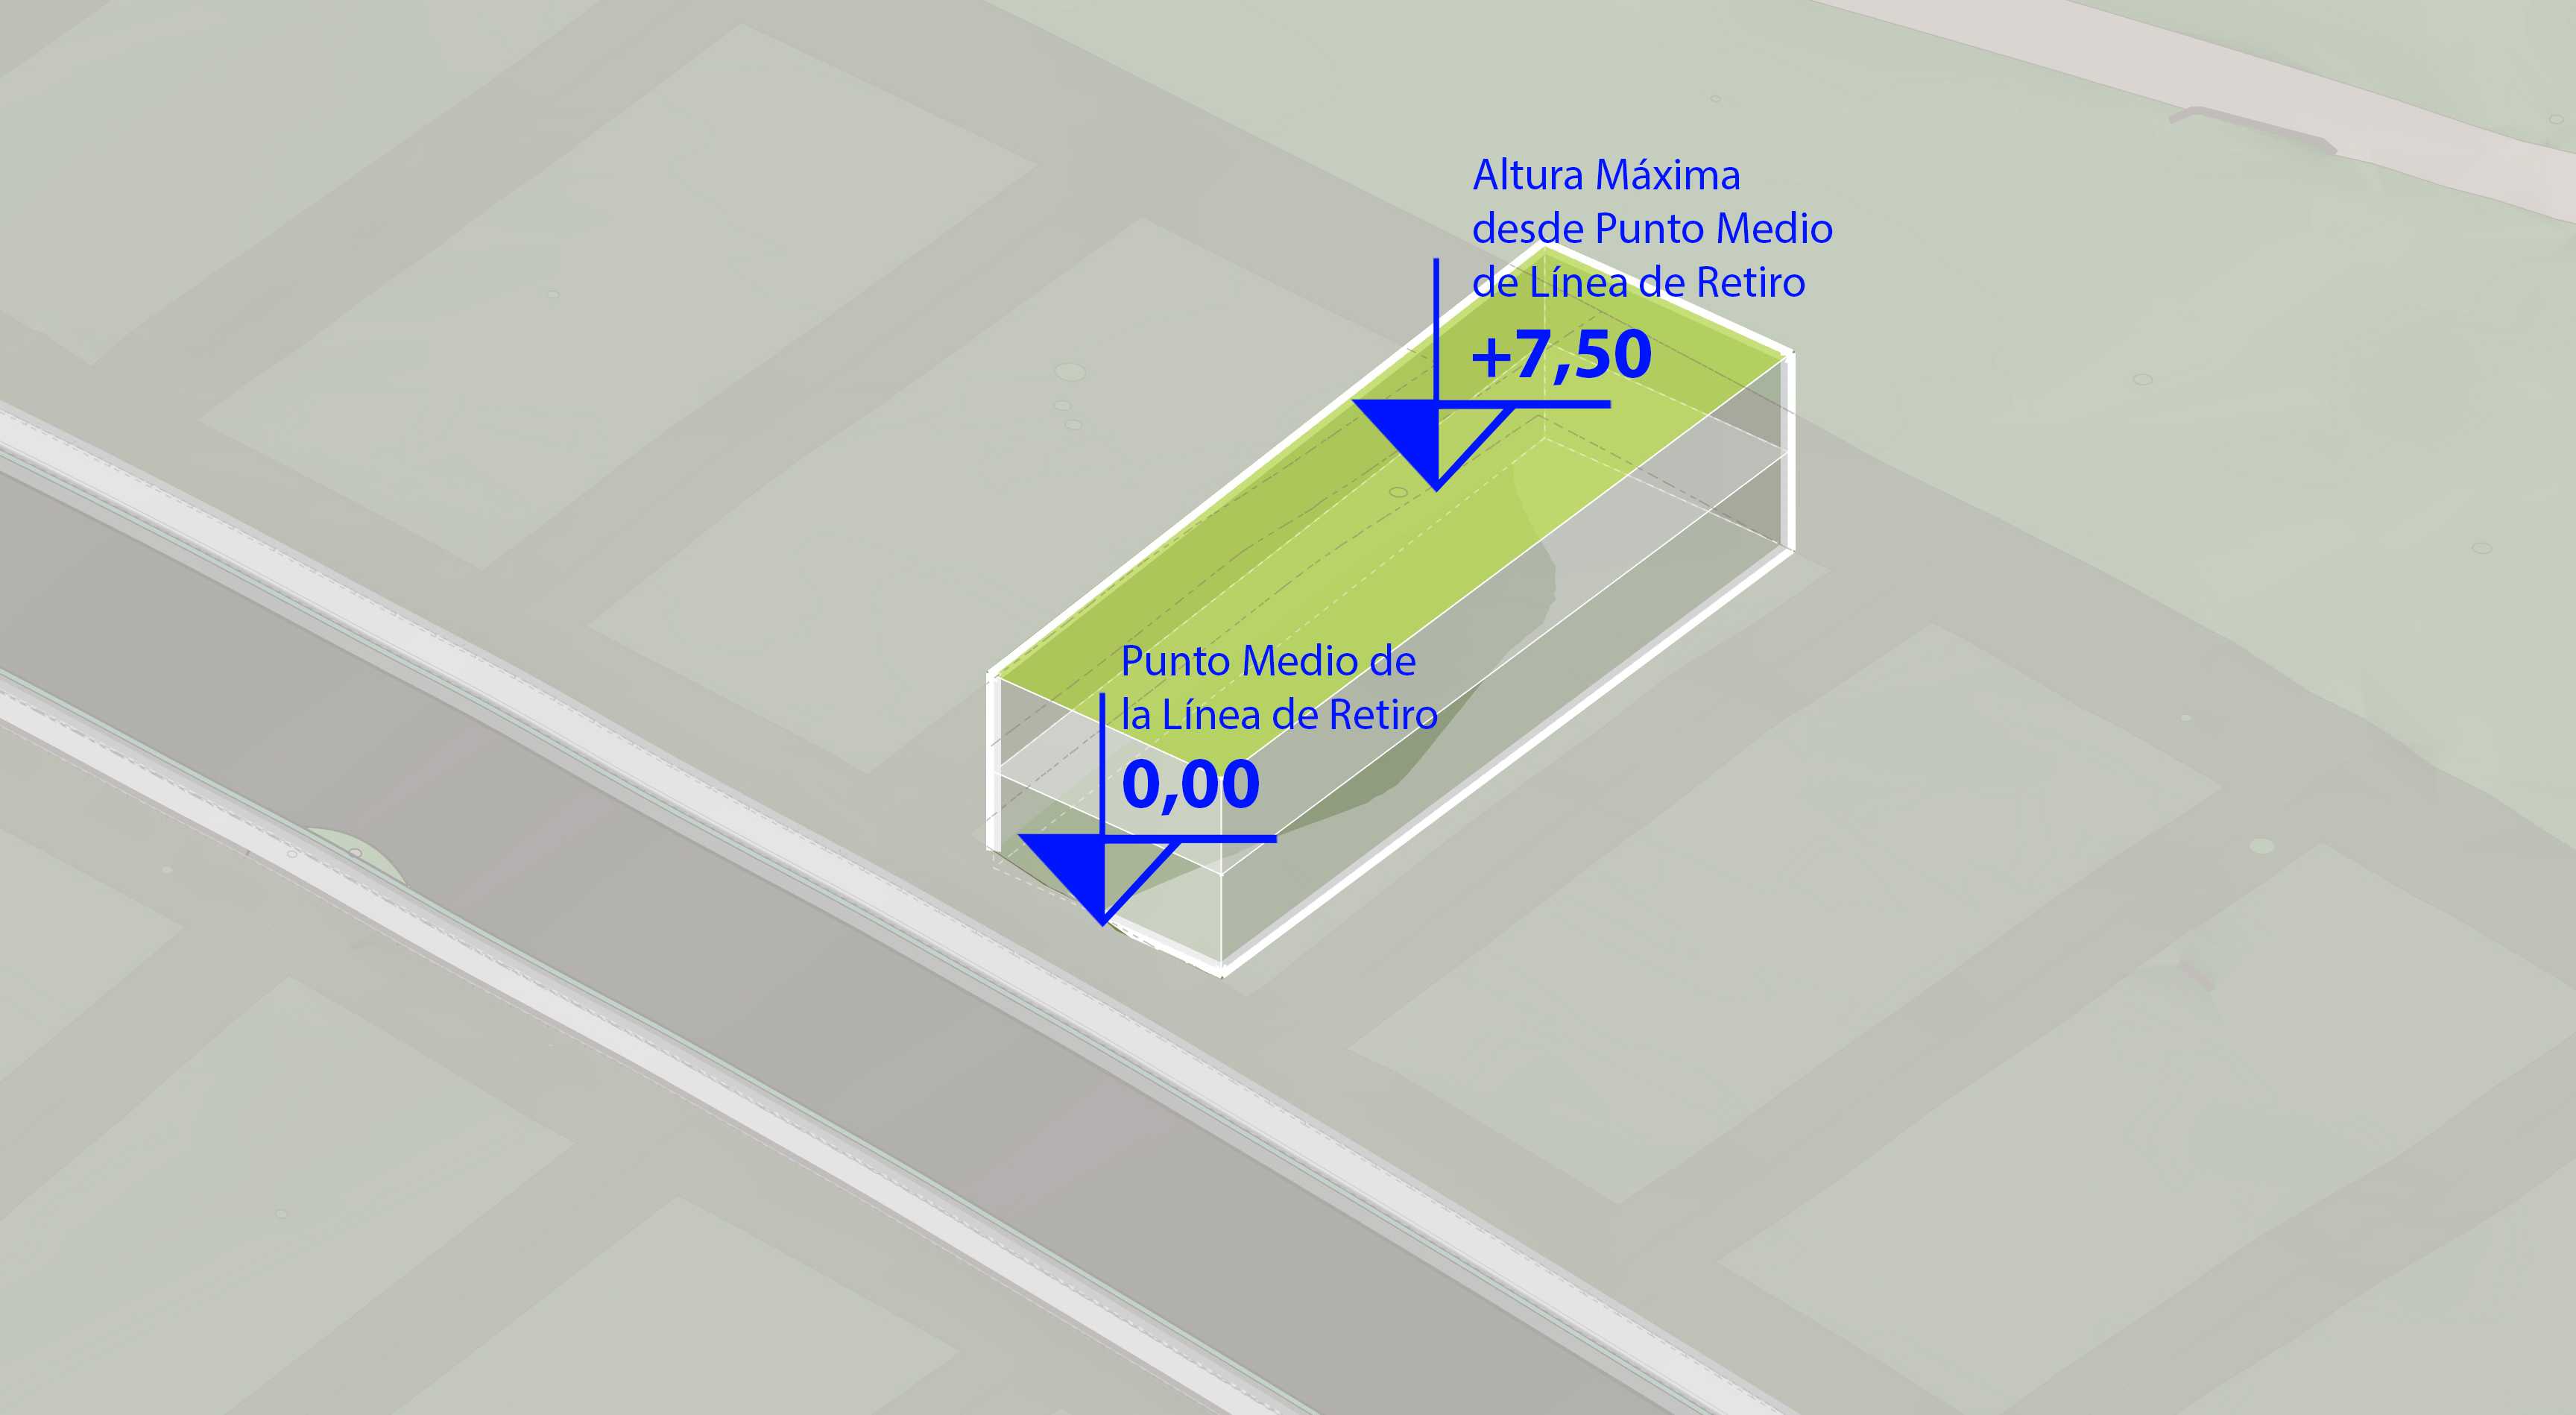 Altura Máxima
desde Punto Medio
de Línea de Retiro
+7,50
Punto Medio de
la Línea de Retiro
0,00